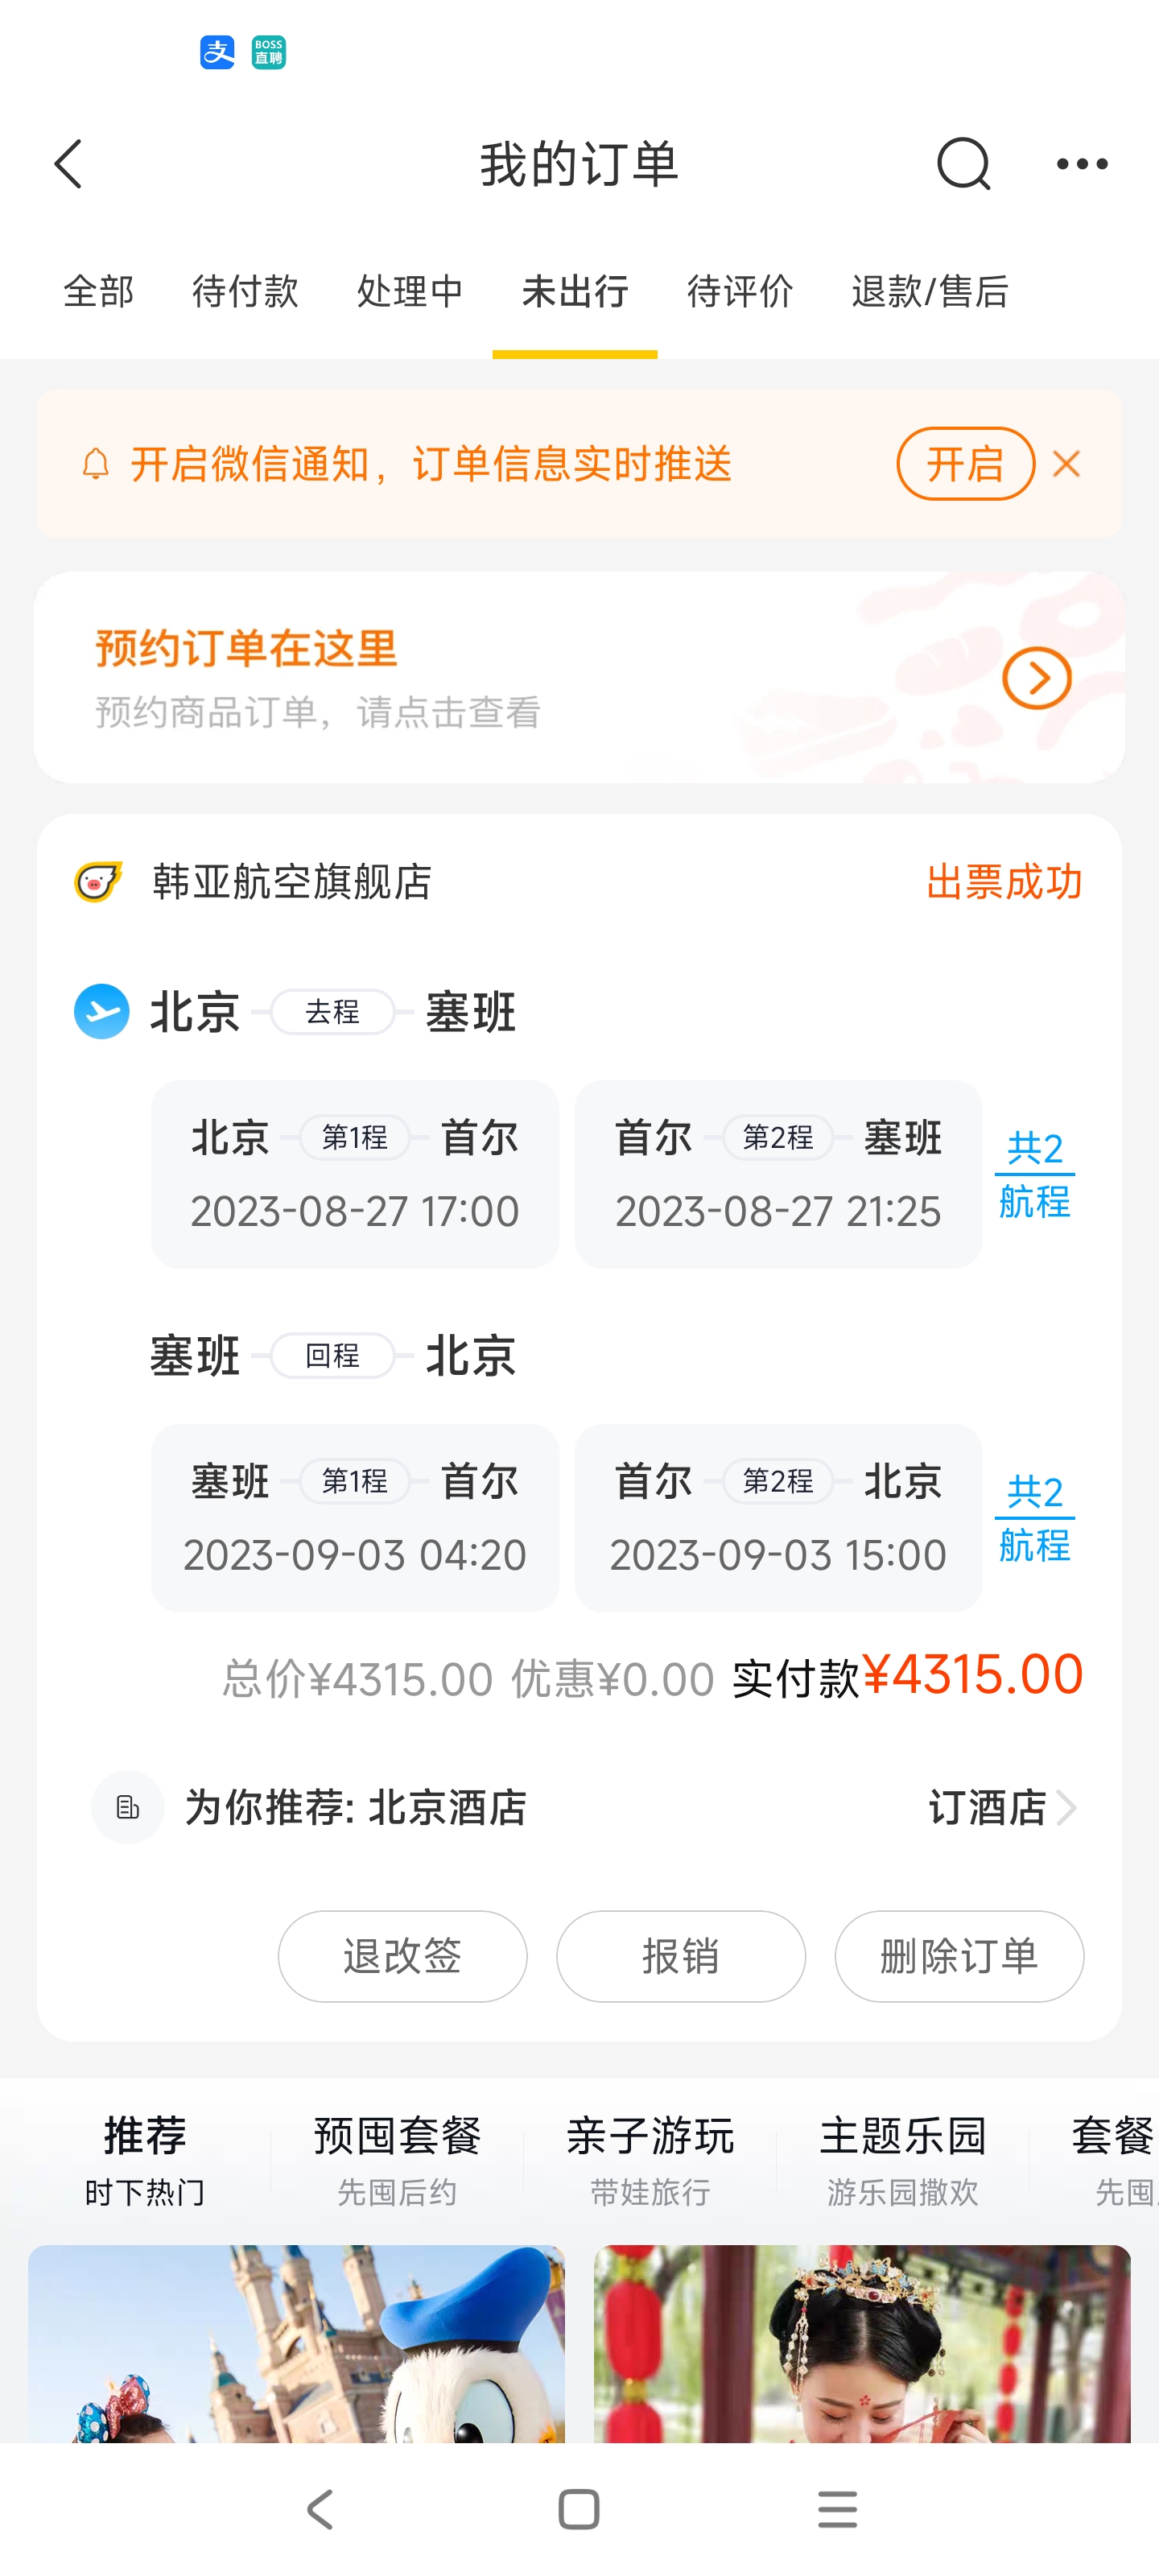 支 BOSS
直聘
我的订单
全部 待付款 处理中 未出行 待评价 退款/售后
开启微信通知，订单信息实时推送 开启
预约订单在这里
预约商品订单，请点击查看
韩亚航空旗舰店 出票成功
北京 去程 塞班
北京 第1程 首尔 首尔 第2程 塞班 共2
2023-08-27 17:00 2023-08-27 21:25 航程
塞班 回程 北京
塞班 第1程 首尔 首尔 第2程 北京 共2
2023-09-03 04:20 2023-09-03 15:00 航程
总价¥4315.00 优惠¥0.00 实付款¥4315.00
为你推荐: 北京酒店 订酒店
退改签 报销 删除订单
推荐 预囤套餐 亲子游玩 主题乐园 套餐
时下热门 先囤后约 带娃旅行 游乐园撒欢 先囤